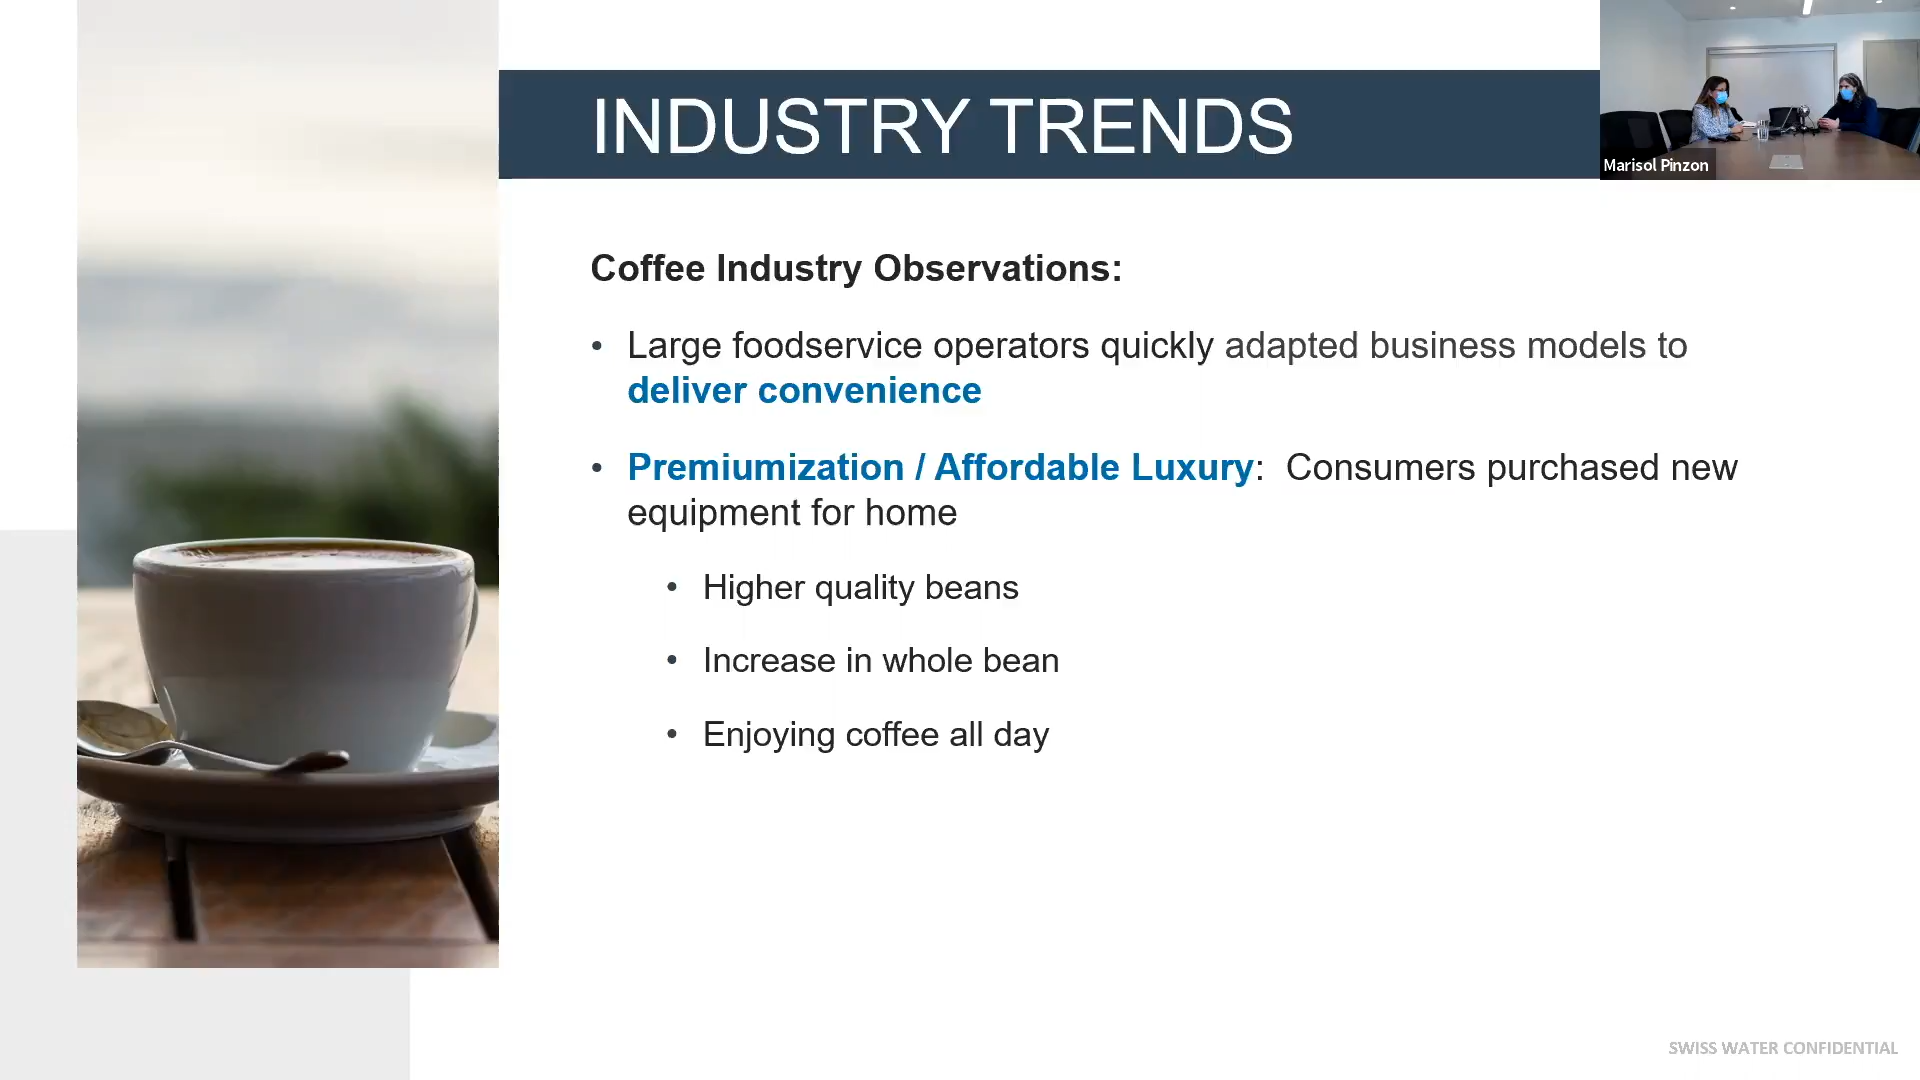 INDUSTRY TRENDS
Marisol Pinzon
Coffee Industry Observations:
• Large foodservice operators quickly adapted business models to
deliver convenience
• Premiumization / Affordable Luxury:  Consumers purchased new
equipment for home
• Higher quality beans
• Increase in whole bean
• Enjoying coffee all day
SWISS WATER CONFIDENTIAL